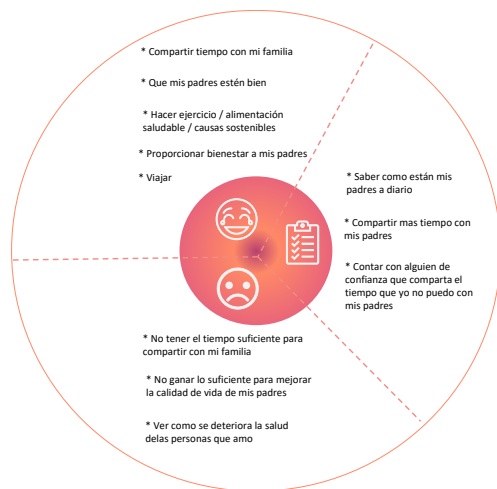 * Compartir tiempo con mi familia
* Que mis padres estén bien
* Hacer ejercicio / alimentación
saludable / causas sostenibles
* Proporcionar bienestar a mis padres
* Viajar
* Saber como están mis
padres a diario
* Compartir mas tiempo con
mis padres
* Contar con alguien de
confianza que comparta el
tiempo que yo no puedo con
mis padres
* No tener el tiempo suficiente para
compartir con mi familia
* No ganar lo suficiente para mejorar
la calidad de vida de mis padres
* Ver como se deteriora la salud
delas personas que amo